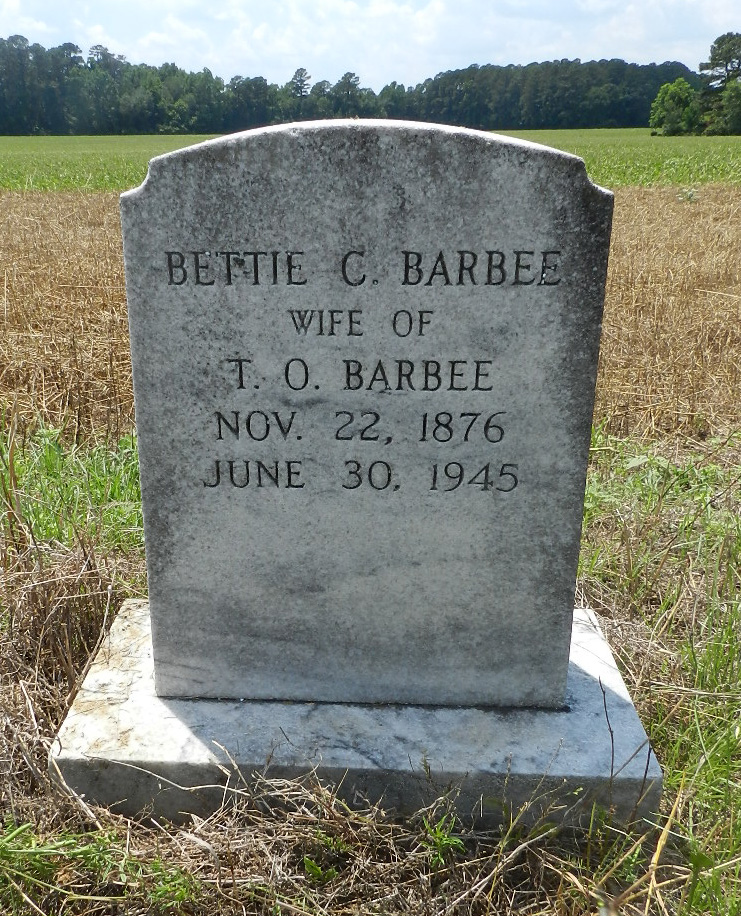 BETTIE C. BARBEE
WIFE OF
T. O. BARBEE
NOV. 22, 1876
JUNE 30, 1945